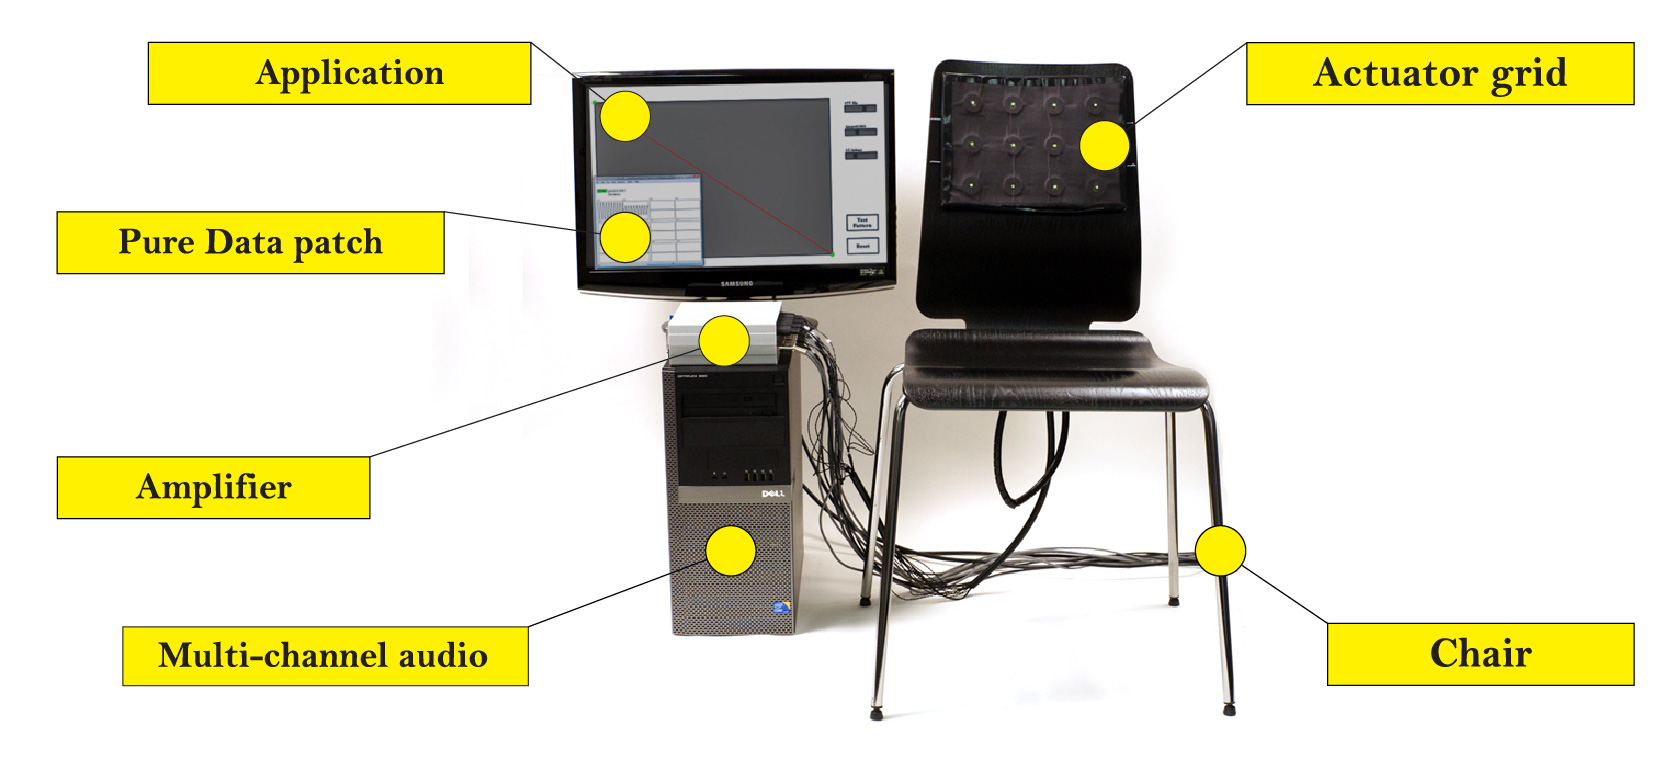 Application
Actuator grid
Pure Data patch
Test
Pattern
Reset
SAMSUNG
Amplifier
DELL
Multi-channel audio
Chair